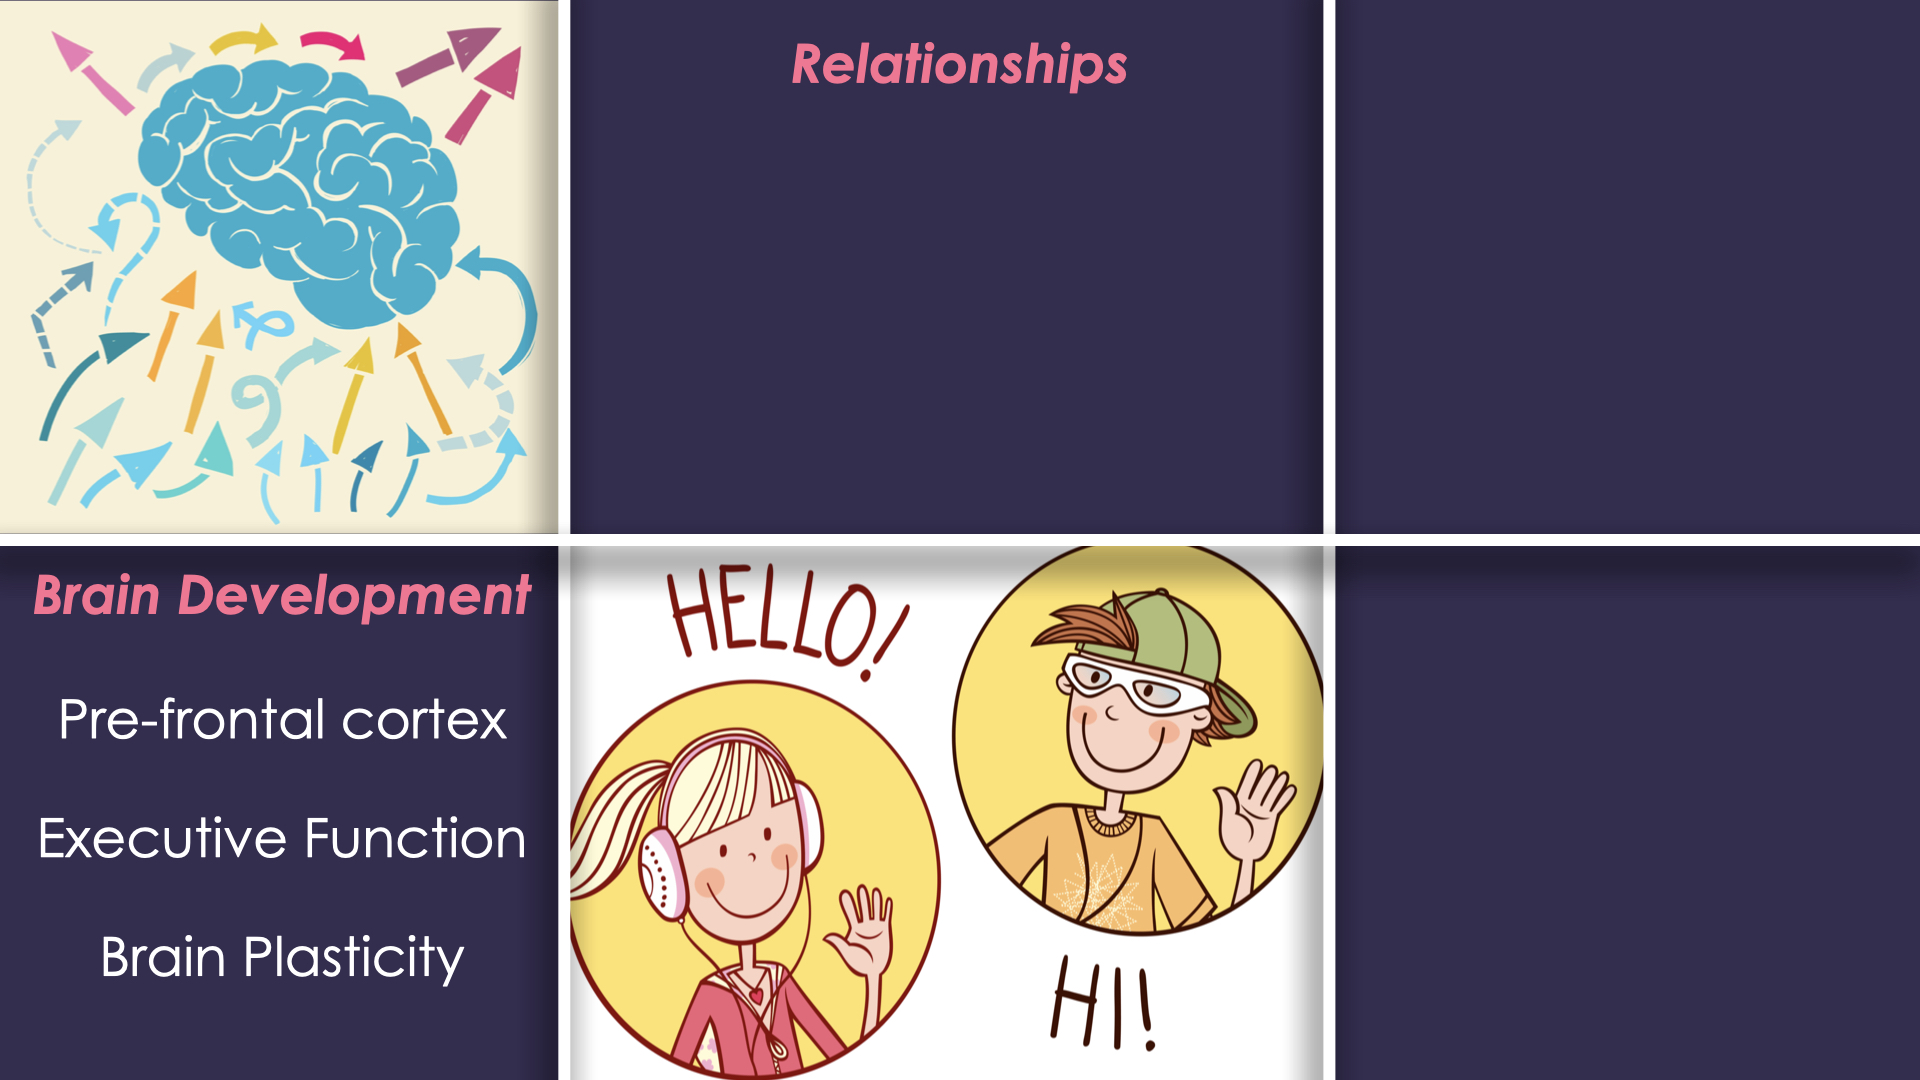 Relationships
Brain Development
Pre-frontal cortex
Executive Function
Brain Plasticity
HELLO!
HI!